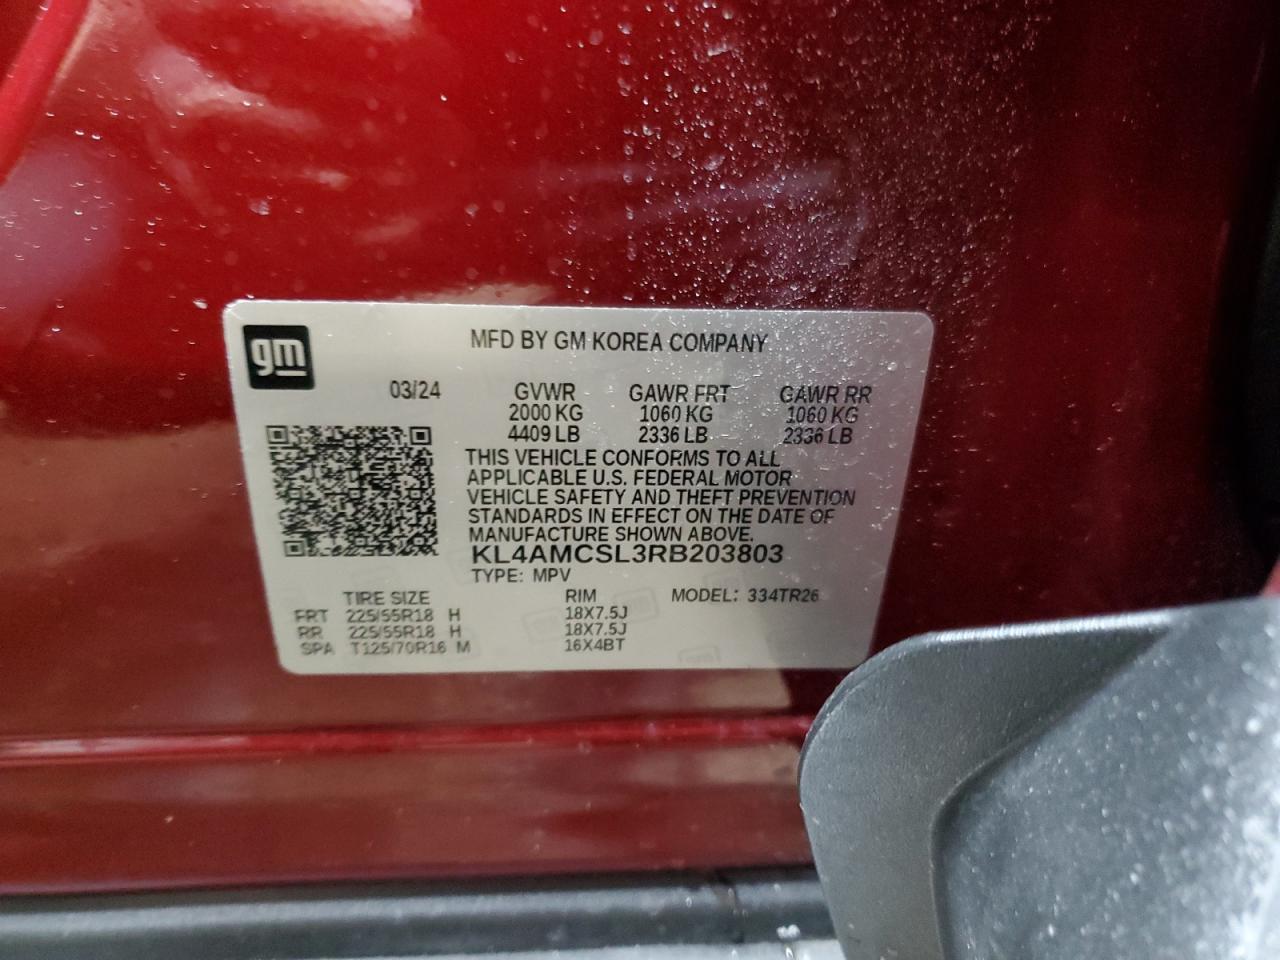 gm
MFD BY GM KOREA COMPANY
03/24 GVWR GAWR FRT GAWR RR
2000 KG 1060 KG 1060 KG
4409 LB 2336 LB 2336 LB
THIS VEHICLE CONFORMS TO ALL
APPLICABLE U.S. FEDERAL MOTOR
VEHICLE SAFETY AND THEFT PREVENTION
STANDARDS IN EFFECT ON THE DATE OF
MANUFACTURE SHOWN ABOVE.
KL4AMCSL3RB203803
TYPE: MPV
TIRE SIZE RIM MODEL: 334TR26
FRT 225/55R18 H 18X7.5J
RR 225/55R18 H 18X7.5J
SPA T125/70R16 M 16X4BT